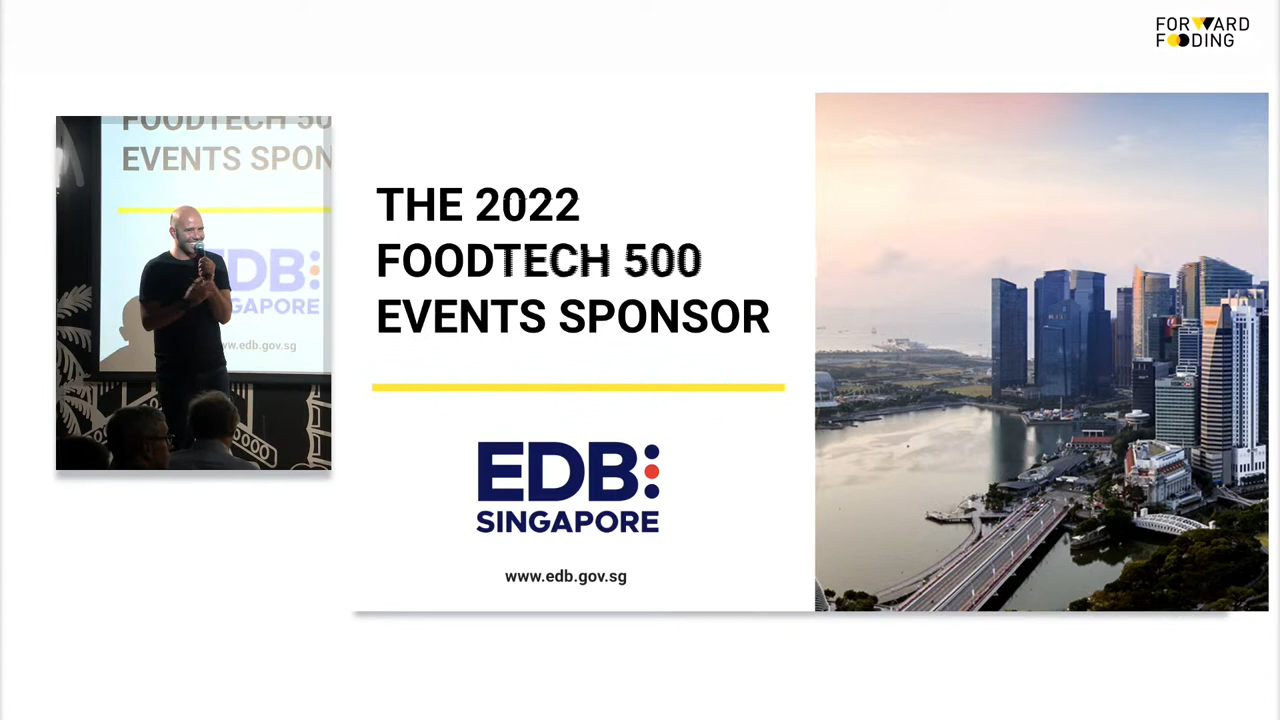 FORWARD
FOODING
FOODTECH 50
EVENTS SPON
EDB:
SINGAPORE
www.edb.gov.sg
THE 2022
FOODTECH 500
EVENTS SPONSOR
EDB:
SINGAPORE
www.edb.gov.sg